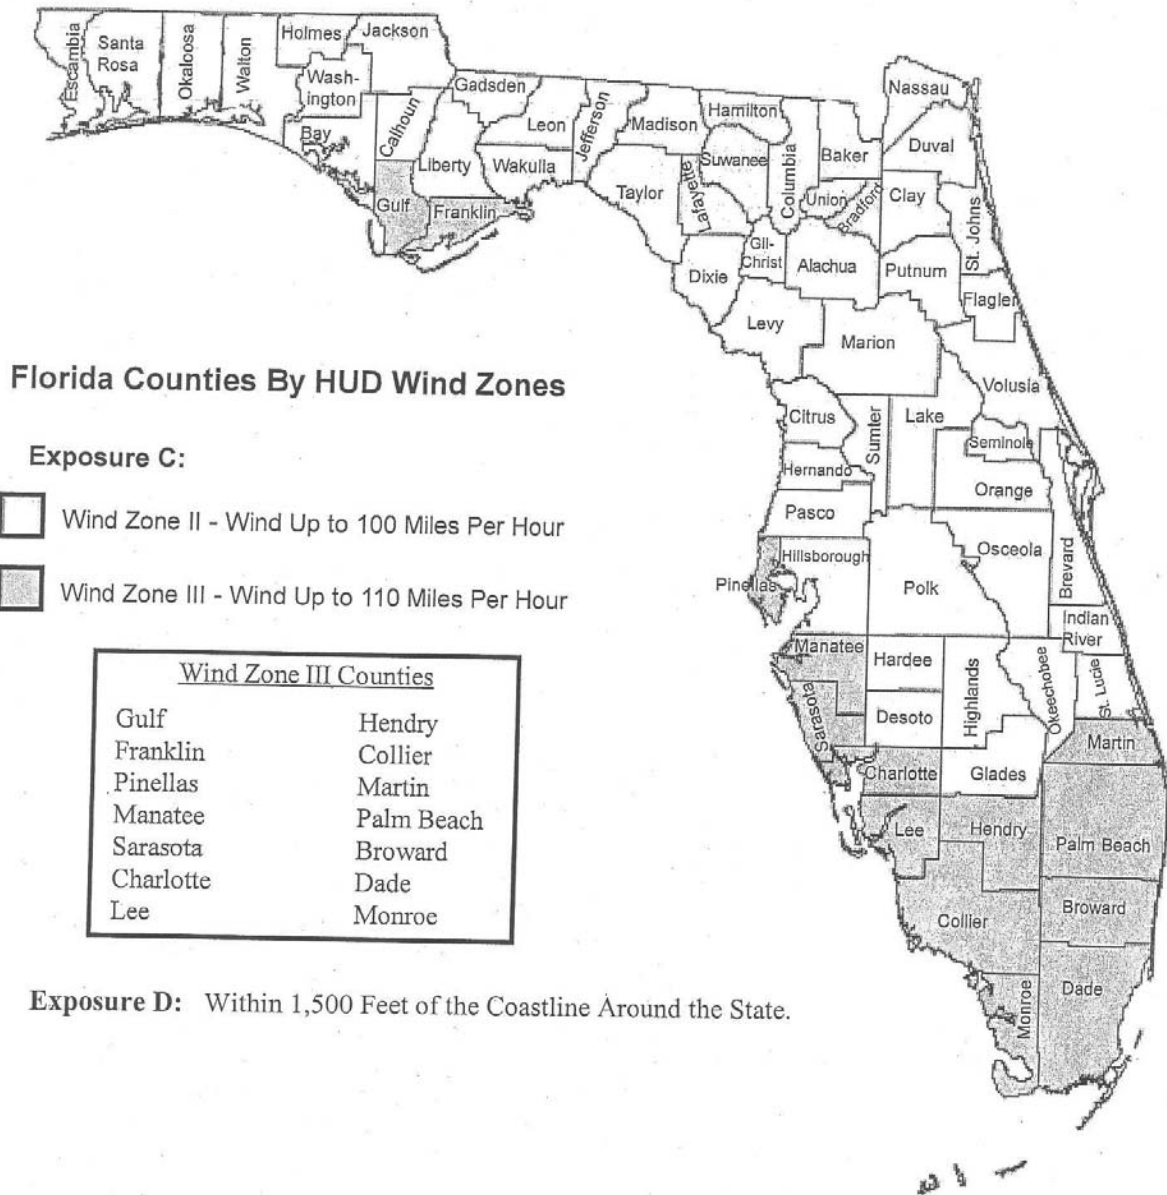 Holmes
Jackson
Escambia
Santa
Rosa
Okaloosa
Walton
Wash-
ington
Gadsden
Nassau
Calhoun
Bay
Leon
Jefferson
Madison
Hamilton
Liberty
Wakulla
Suwanee
Columbia
Baker
Duval
Gulf
Franklin
Taylor
Lafayette
Union
Bradford
Clay
St. Johns
Dixie
Gil-
Christ
Alachua
Putnum
Flagler
Levy
Marion
Volusia
Citrus
Sumter
Lake
Seminole
Hernando
Orange
Pasco
Osceola
Brevard
Hillsborough
Pinellas
Polk
Indian
River
Manatee
Hardee
Highlands
Okeechobee
St. Lucie
Sarasota
Desoto
Martin
Charlotte
Glades
Lee
Hendry
Palm Beach
Collier
Broward
Monroe
Dade
Florida Counties By HUD Wind Zones
Exposure C:
Wind Zone II - Wind Up to 100 Miles Per Hour
Wind Zone III - Wind Up to 110 Miles Per Hour
Wind Zone III Counties
Gulf Hendry
Franklin Collier
Pinellas Martin
Manatee Palm Beach
Sarasota Broward
Charlotte Dade
Lee Monroe
Exposure D: Within 1,500 Feet of the Coastline Around the State.